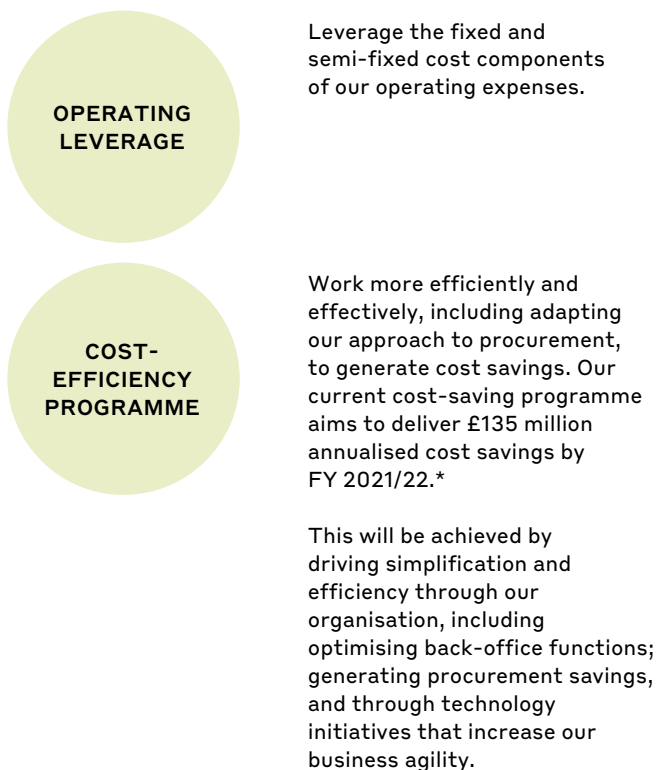 OPERATING
LEVERAGE
Leverage the fixed and
semi-fixed cost components
of our operating expenses.
COST-
EFFICIENCY
PROGRAMME
Work more efficiently and
effectively, including adapting
our approach to procurement,
to generate cost savings. Our
current cost-saving programme
aims to deliver £135 million
annualised cost savings by
FY 2021/22.*
This will be achieved by
driving simplification and
efficiency through our
organisation, including
optimising back-office functions;
generating procurement savings,
and through technology
initiatives that increase our
business agility.